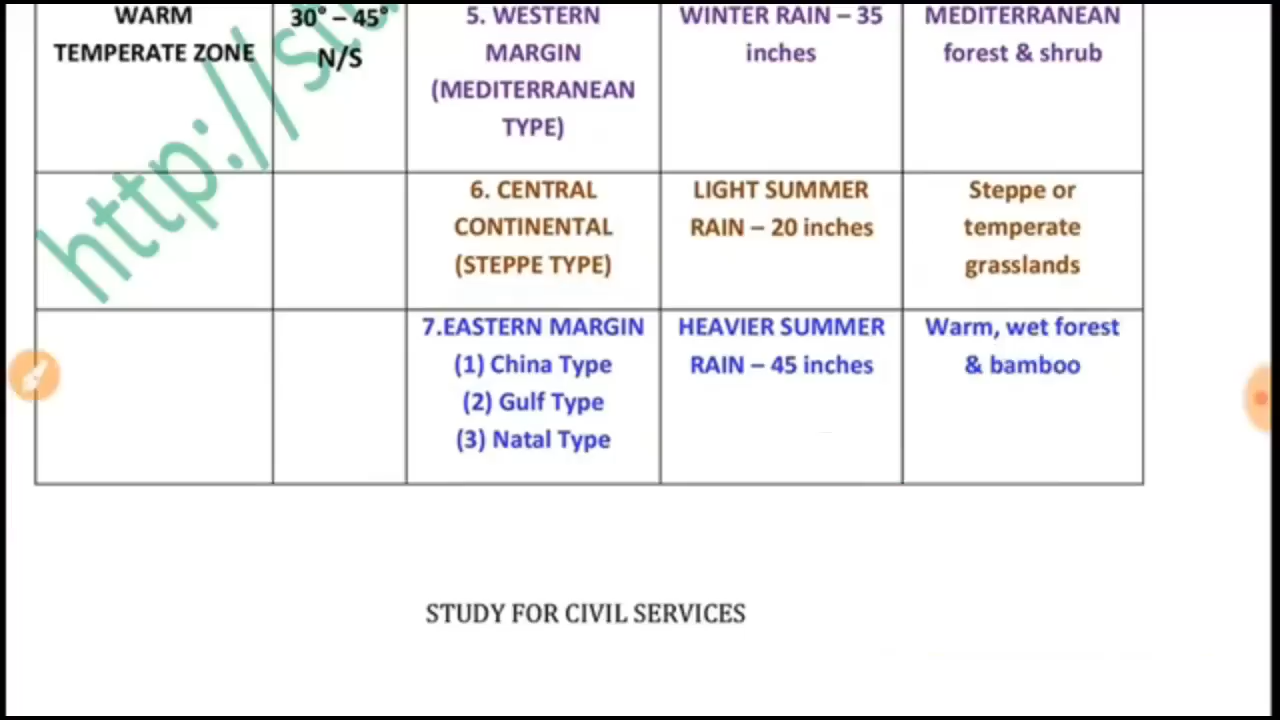 WARM
TEMPERATE ZONE
30° – 45°
N/S
5. WESTERN
MARGIN
(MEDITERRANEAN
TYPE)
WINTER RAIN – 35
inches
MEDITERRANEAN
forest & shrub
6. CENTRAL
CONTINENTAL
(STEPPE TYPE)
LIGHT SUMMER
RAIN – 20 inches
Steppe or
temperate
grasslands
7.EASTERN MARGIN
(1) China Type
(2) Gulf Type
(3) Natal Type
HEAVIER SUMMER
RAIN – 45 inches
Warm, wet forest
& bamboo
http://
STUDY FOR CIVIL SERVICES